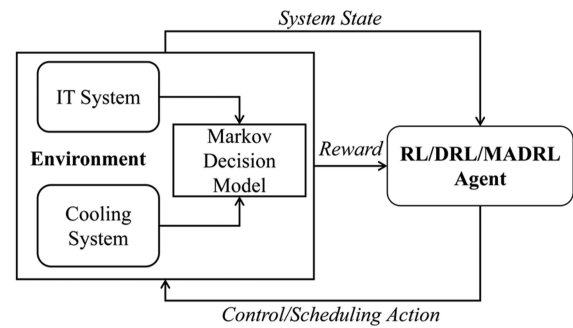 System State
IT System
Markov
Decision
Model
Environment
Reward
RL/DRL/MADRL
Agent
Cooling
System
Control/Scheduling Action